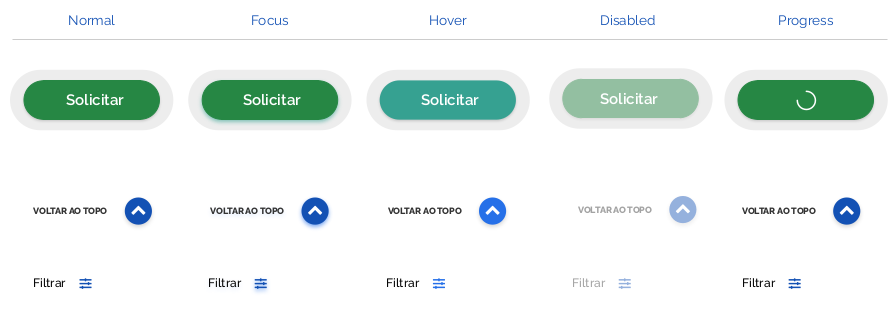 Normal Focus Hover Disabled Progress
Solicitar Solicitar Solicitar Solicitar
VOLTAR AO TOPO VOLTAR AO TOPO VOLTAR AO TOPO VOLTAR AO TOPO VOLTAR AO TOPO
Filtrar Filtrar Filtrar Filtrar Filtrar